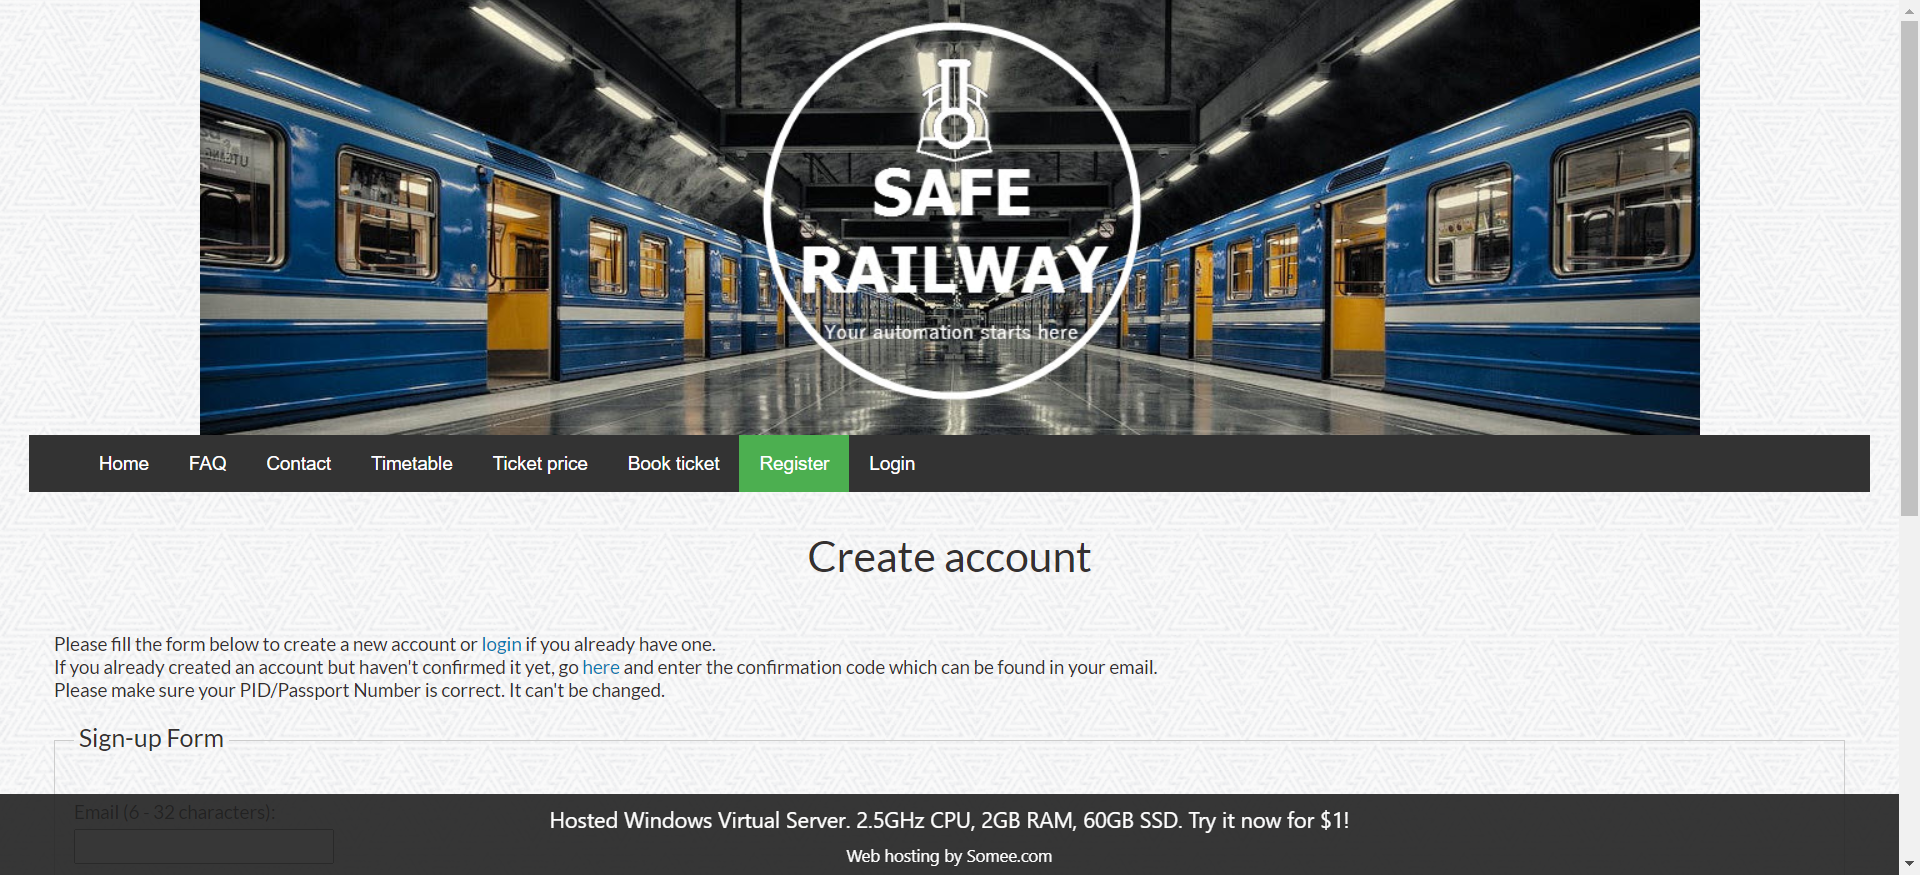 SAFE
RAILWAY
Your automation starts here
Home FAQ Contact Timetable Ticket price Book ticket Register Login
Create account
Please fill the form below to create a new account or login if you already have one.
If you already created an account but haven't confirmed it yet, go here and enter the confirmation code which can be found in your email.
Please make sure your PID/Passport Number is correct. It can't be changed.
Sign-up Form
Email (6 - 32 characters):
Hosted Windows Virtual Server. 2.5GHz CPU, 2GB RAM, 60GB SSD. Try it now for $1!
Web hosting by Somee.com